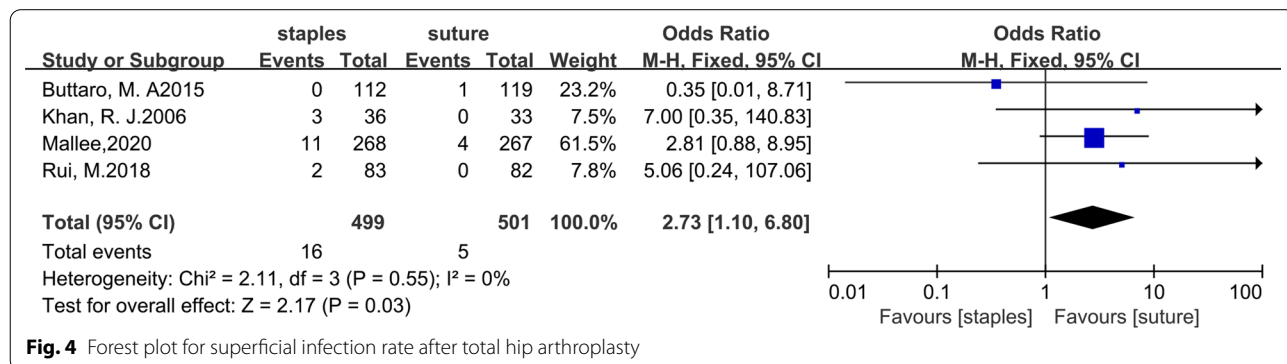 staples suture Odds Ratio Odds Ratio
Study or Subgroup Events Total Events Total Weight M-H, Fixed, 95% CI M-H, Fixed, 95% CI
Buttaro, M. A2015 0 112 1 119 23.2% 0.35 [0.01, 8.71]
Khan, R. J.2006 3 36 0 33 7.5% 7.00 [0.35, 140.83]
Mallee,2020 11 268 4 267 61.5% 2.81 [0.88, 8.95]
Rui, M.2018 2 83 0 82 7.8% 5.06 [0.24, 107.06]
Total (95% CI) 499 501 100.0% 2.73 [1.10, 6.80]
Total events 16 5
Heterogeneity: Chi² = 2.11, df = 3 (P = 0.55); I² = 0%
Test for overall effect: Z = 2.17 (P = 0.03)
0.01 0.1 1 10 100
Favours [staples] Favours [suture]
Fig. 4 Forest plot for superficial infection rate after total hip arthroplasty